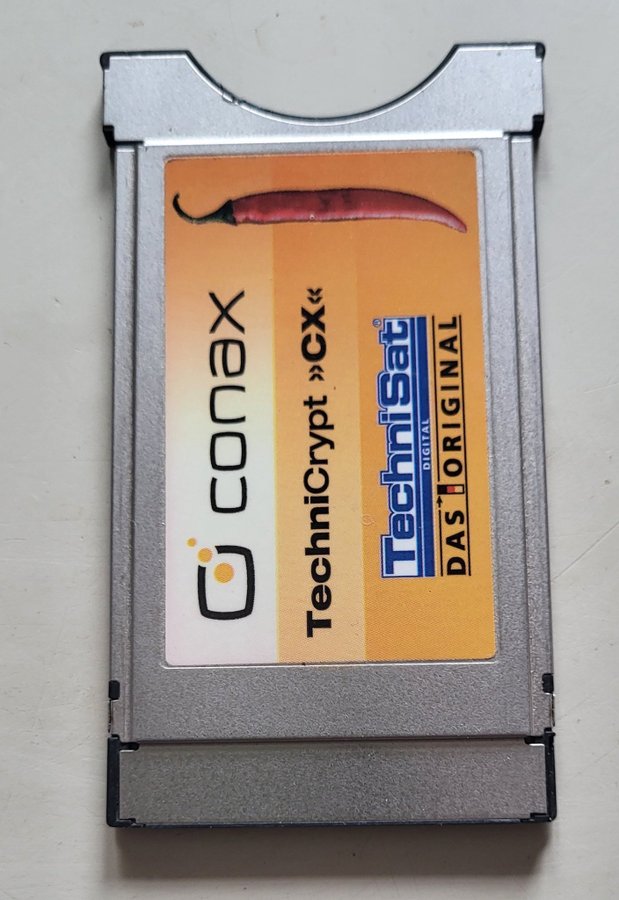 conax
TechniCrypt »CX«
TechniSat®
DIGITAL
DAS ORIGINAL